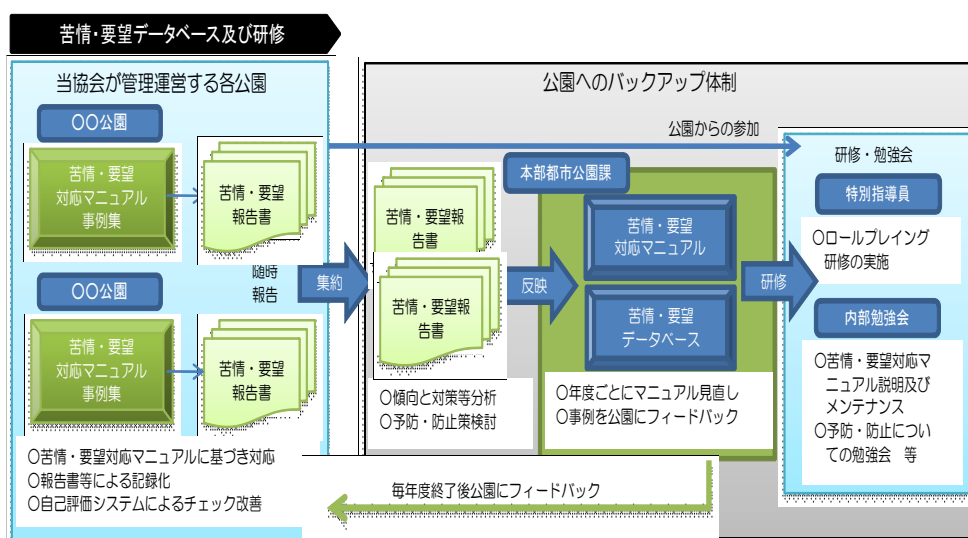 苦情・要望データベース及び研修
当協会が管理運営する各公園
〇〇公園
苦情・要望
対応マニュアル
事例集
苦情・要望
報告書
随時
報告
〇〇公園
苦情・要望
対応マニュアル
事例集
苦情・要望
報告書
〇苦情・要望対応マニュアルに基づき対応
〇報告書等による記録化
〇自己評価システムによるチェック改善
集約
公園へのバックアップ体制
公園からの参加
苦情・要望報
告書
苦情・要望報
告書
〇傾向と対策等分析
〇予防・防止策検討
反映
本部都市公園課
苦情・要望
対応マニュアル
苦情・要望
データベース
〇年度ごとにマニュアル見直し
〇事例を公園にフィードバック
研修
研修・勉強会
特別指導員
〇ロールプレイング
研修の実施
内部勉強会
〇苦情・要望対応マ
ニュアル説明及び
メンテナンス
〇予防・防止につい
ての勉強会　等
毎年度終了後公園にフィードバック